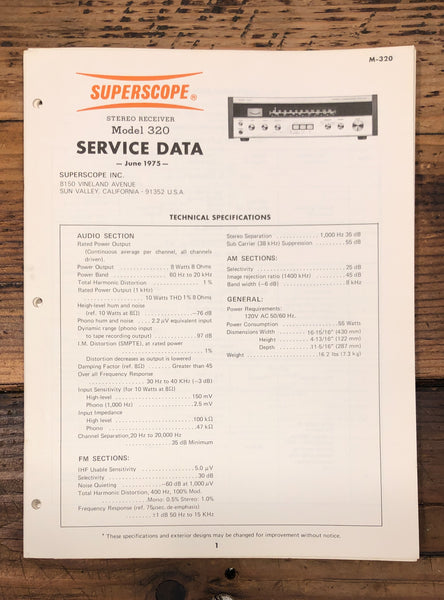 M-320
SUPERSCOPE®
STEREO RECEIVER
Model 320
SERVICE DATA
— June 1975 —
SUPERSCOPE INC.
8150 VINELAND AVENUE
SUN VALLEY, CALIFORNIA - 91352 U.S.A.
TECHNICAL SPECIFICATIONS
AUDIO SECTION
Rated Power Output
(Continuous average per channel, all channels
driven).
Power Output 8 Watts 8 Ohms
Power Band 60 Hz to 20 kHz
Total Harmonic Distortion 1 %
Rated Power Output (1 kHz)
10 Watts THD 1% 8 Ohms
Heigh-level hum and noise
(ref. 10 Watts at 8Ω) —76 dB
Phono hum and noise 2.2 μV equivalent input
Dynamic range (phono input
to tape recording output) 97 dB
I.M. Distortion (SMPTE), at rated power
1%
Distortion decreases as output is lowered
Damping Factor (ref. 8Ω) Greater than 45
Over all Frequency Response
30 Hz to 40 KHz (—3 dB)
Input Sensitivity (for 10 Watts at 8Ω)
High-level 150 mV
Phono (1,000 Hz) 2.5 mV
Input Impedance
High level 100 kΩ
Phono 47 kΩ
Channel Separation, 20 Hz to 20,000 Hz
35 dB Minimum
FM SECTIONS:
IHF Usable Sensitivity 5.0 μV
Selectivity 30 dB
Noise Quieting —60 dB at 1,000 μV
Total Harmonic Distortion, 400 Hz, 100% Mod.
Mono: 0.5% Stereo: 1.0%
Frequency Response (ref. 75μsec. de-emphasis)
±1 dB 50 Hz to 15 KHz
Stereo Separation 1,000 Hz 35 dB
Sub Carrier (38 kHz) Suppression 55 dB
AM SECTIONS:
Selectivity 25 dB
Image rejection ratio (1400 kHz) 45 dB
Band width (—6 dB) 8 kHz
GENERAL:
Power Requirements:
120V AC 50/60 Hz.
Power Consumption 55 Watts
Dismensions Width 16-15/16" (430 mm)
Height 4-13/16" (122 mm)
Depth 11-5/16" (287 mm)
Weight 16.2 lbs (7.3 kg)
* These specifications and exterior designs may be changed for improvement without notice.
1